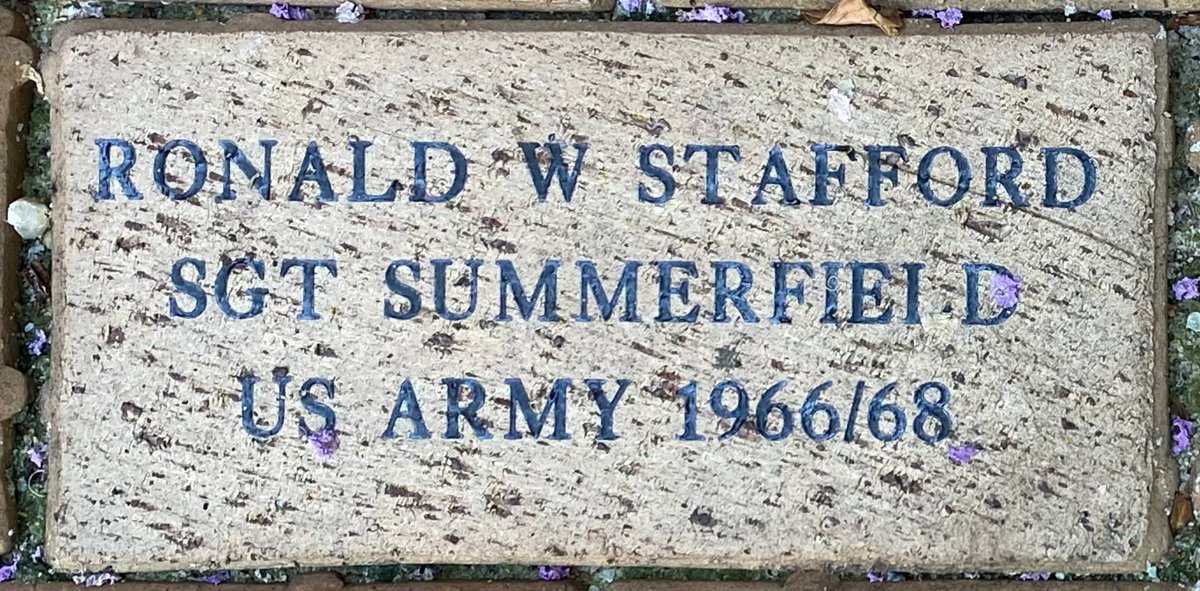 RONALD W STAFFORD
SGT SUMMERFIELD
US ARMY 1966/68